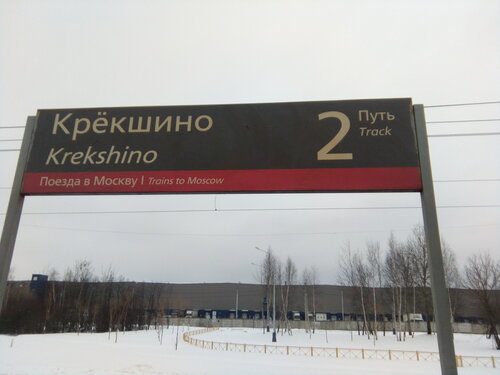 Крёкшино
Krekshino
2 Путь
Track
Поезда в Москву | Trains to Moscow